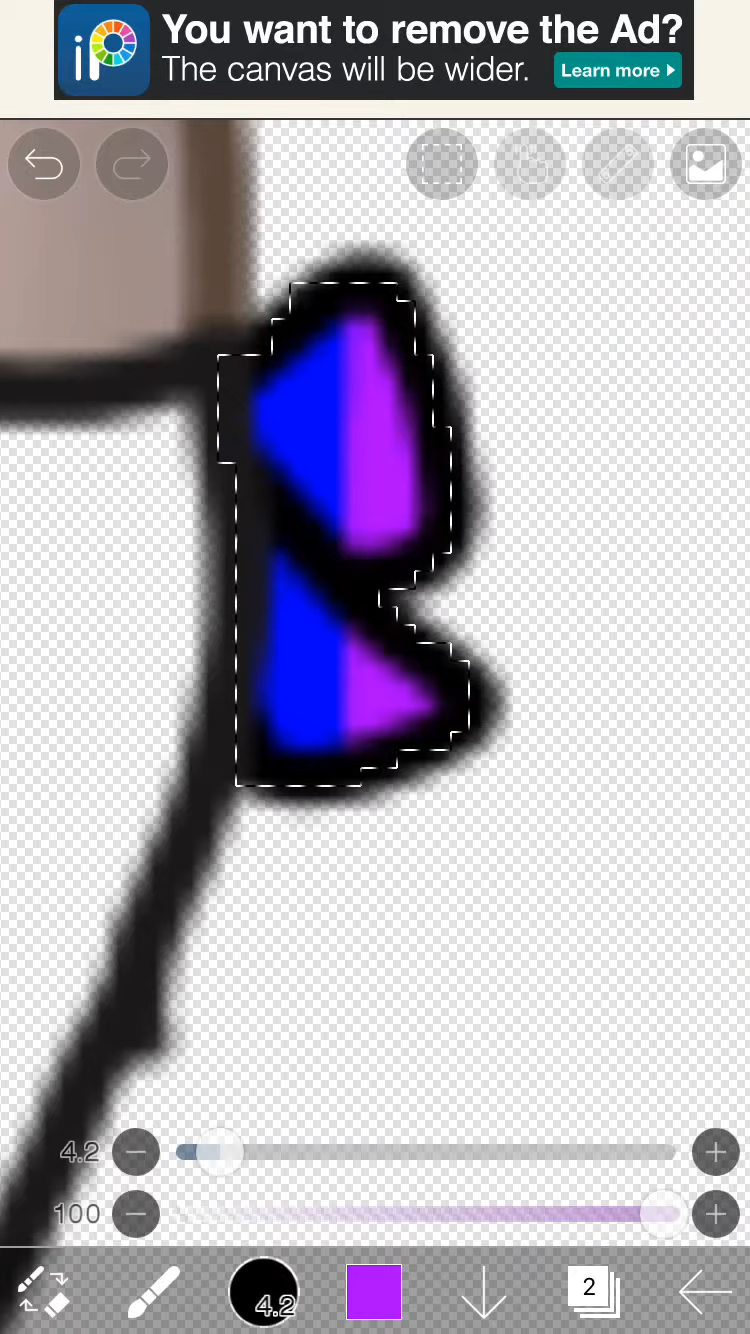 iP
You want to remove the Ad?
The canvas will be wider.
Learn more
4.2
100
4.2
2